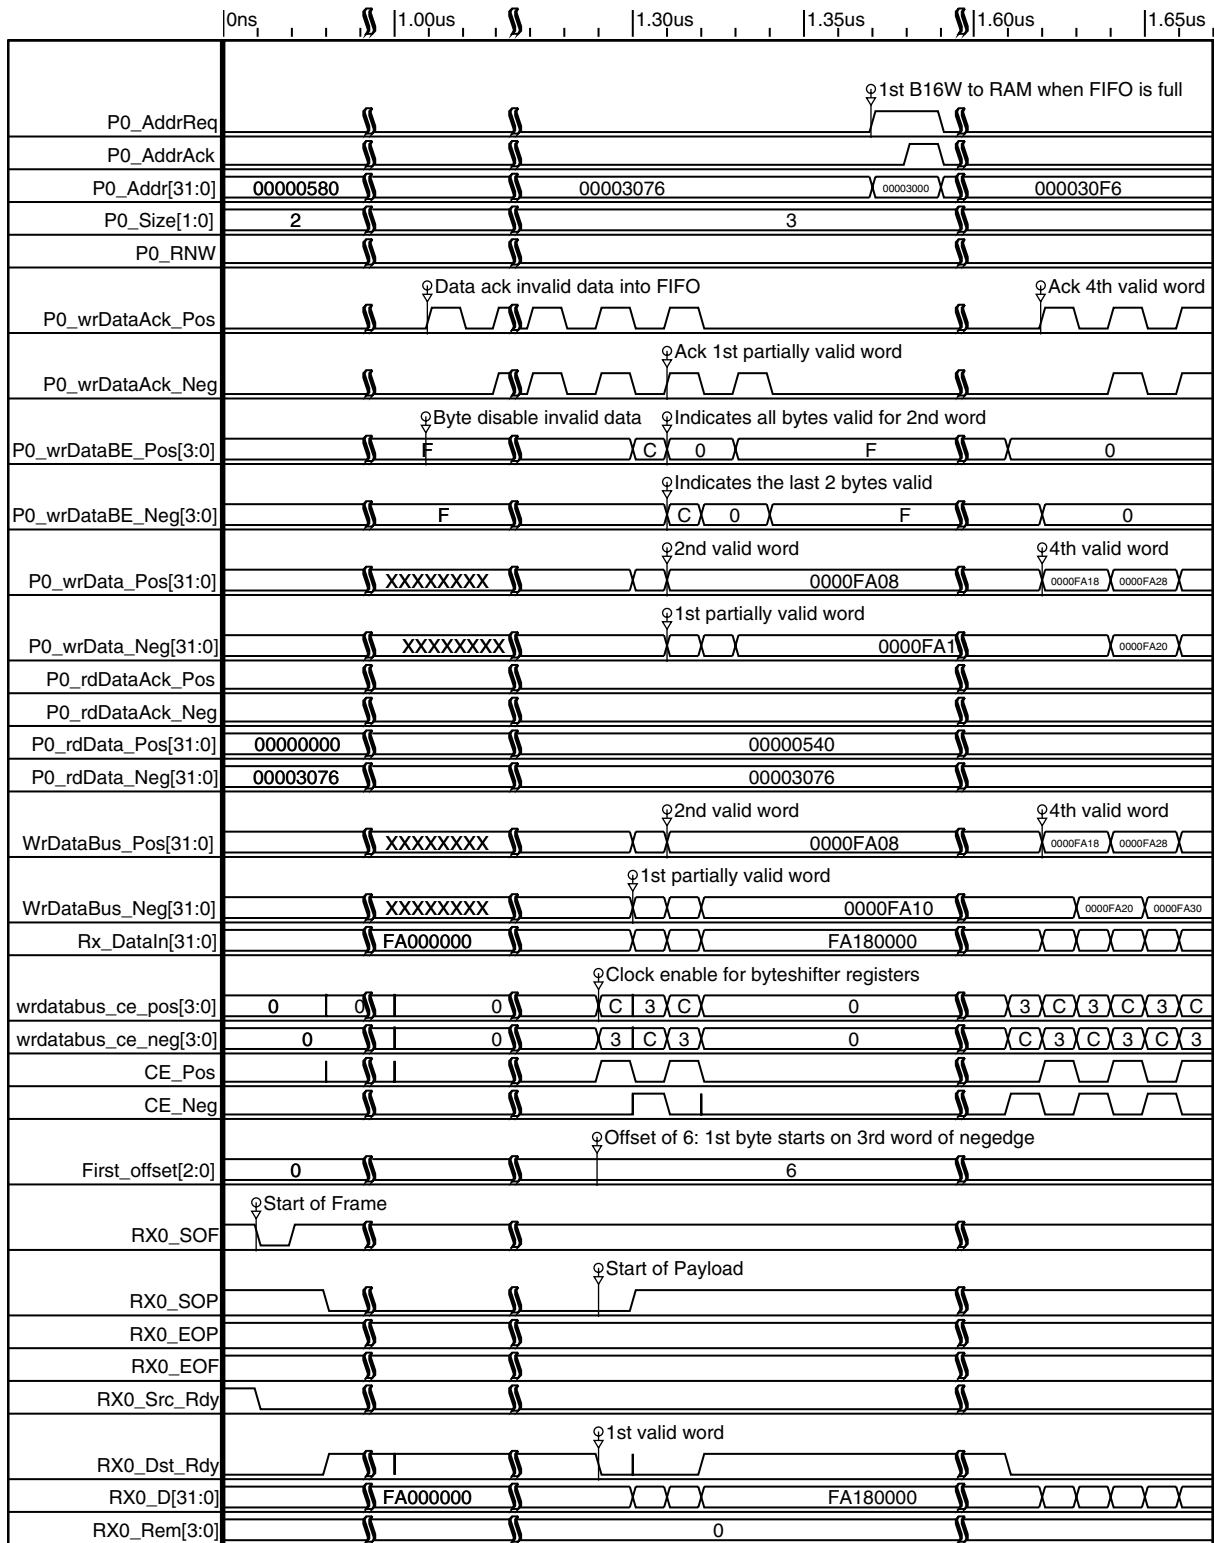 0ns 1.00us 1.30us 1.35us 1.60us 1.65us
1st B16W to RAM when FIFO is full
P0_AddrReq
P0_AddrAck
P0_Addr[31:0] 00000580 00003076 00003000 000030F6
P0_Size[1:0] 2 3
P0_RNW
Data ack invalid data into FIFO Ack 4th valid word
P0_wrDataAck_Pos
Ack 1st partially valid word
P0_wrDataAck_Neg
Byte disable invalid data Indicates all bytes valid for 2nd word
P0_wrDataBE_Pos[3:0] F C 0 F 0
Indicates the last 2 bytes valid
P0_wrDataBE_Neg[3:0] F C 0 F 0
2nd valid word 4th valid word
P0_wrData_Pos[31:0] XXXXXXXX 0000FA08 0000FA18 0000FA28
1st partially valid word
P0_wrData_Neg[31:0] XXXXXXXX 0000FA1 0000FA20
P0_rdDataAck_Pos
P0_rdDataAck_Neg
P0_rdData_Pos[31:0] 00000000 00000540
P0_rdData_Neg[31:0] 00003076 00003076
2nd valid word 4th valid word
WrDataBus_Pos[31:0] XXXXXXXX 0000FA08 0000FA18 0000FA28
1st partially valid word
WrDataBus_Neg[31:0] XXXXXXXX 0000FA10 0000FA20 0000FA30
Rx_DataIn[31:0] FA000000 FA180000
Clock enable for byteshifter registers
wrdatabus_ce_pos[3:0] 0 0 0 C 3 C 0 3 C 3 C 3 C
wrdatabus_ce_neg[3:0] 0 0 3 C 3 0 C 3 C 3 C 3
CE_Pos
CE_Neg
Offset of 6: 1st byte starts on 3rd word of negedge
First_offset[2:0] 0 6
Start of Frame
RX0_SOF
Start of Payload
RX0_SOP
RX0_EOP
RX0_EOF
RX0_Src_Rdy
1st valid word
RX0_Dst_Rdy
RX0_D[31:0] FA000000 FA180000
RX0_Rem[3:0] 0